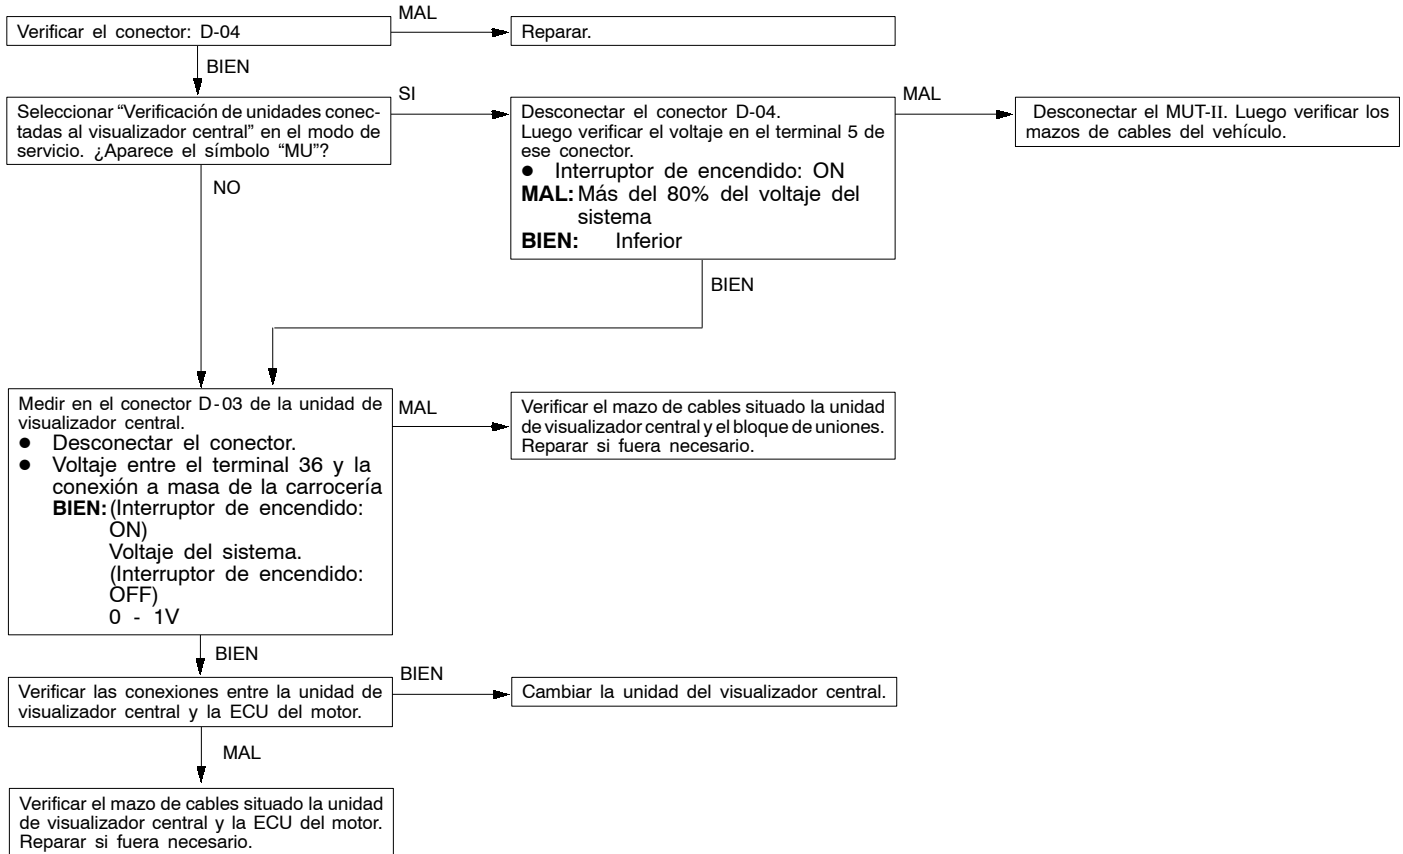 Verificar el conector: D-04
MAL
Reparar.
BIEN
Seleccionar “Verificación de unidades conec-
tadas al visualizador central” en el modo de
servicio. ¿Aparece el símbolo “MU”?
SI
Desconectar el conector D-04.
Luego verificar el voltaje en el terminal 5 de
ese conector.
● Interruptor de encendido: ON
MAL: Más del 80% del voltaje del
sistema
BIEN: Inferior
MAL
Desconectar el MUT-II. Luego verificar los
mazos de cables del vehículo.
NO
BIEN
Medir en el conector D-03 de la unidad de
visualizador central.
● Desconectar el conector.
● Voltaje entre el terminal 36 y la
conexión a masa de la carrocería
BIEN: (Interruptor de encendido:
ON)
Voltaje del sistema.
(Interruptor de encendido:
OFF)
0 - 1V
MAL
Verificar el mazo de cables situado la unidad
de visualizador central y el bloque de uniones.
Reparar si fuera necesario.
BIEN
Verificar las conexiones entre la unidad de
visualizador central y la ECU del motor.
BIEN
Cambiar la unidad del visualizador central.
MAL
Verificar el mazo de cables situado la unidad
de visualizador central y la ECU del motor.
Reparar si fuera necesario.